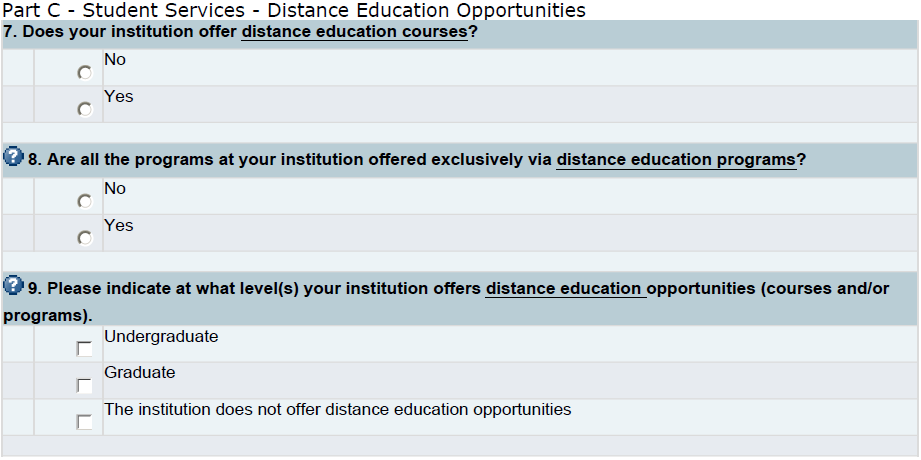 Part C - Student Services - Distance Education Opportunities
7. Does your institution offer distance education courses?
No
Yes
? 8. Are all the programs at your institution offered exclusively via distance education programs?
No
Yes
? 9. Please indicate at what level(s) your institution offers distance education opportunities (courses and/or
programs).
Undergraduate
Graduate
The institution does not offer distance education opportunities